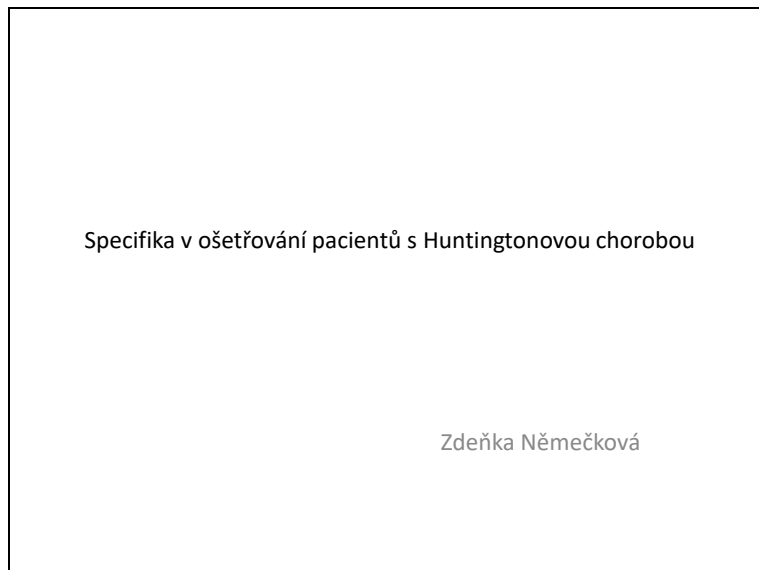 Specifika v ošetřování pacientů s Huntingtonovou chorobou
Zdeňka Němečková